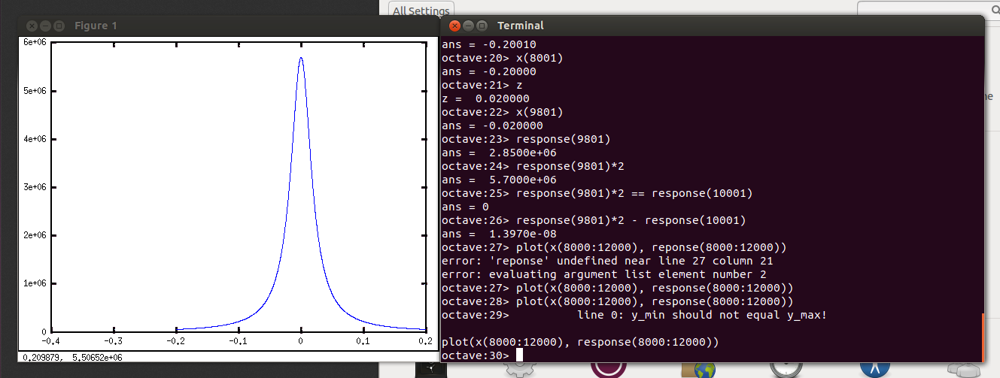 All Settings
Figure 1
6e+06
5e+06
4e+06
3e+06
2e+06
1e+06
0
-0.4 -0.3 -0.2 -0.1 0 0.1 0.2
0.209879, 5.50652e+06
Terminal
ans = -0.20010
octave:20> x(8001)
ans = -0.20000
octave:21> z
z =  0.020000
octave:22> x(9801)
ans = -0.020000
octave:23> response(9801)
ans =  2.8500e+06
octave:24> response(9801)*2
ans =  5.7000e+06
octave:25> response(9801)*2 == response(10001)
ans = 0
octave:26> response(9801)*2 - response(10001)
ans =  1.3970e-08
octave:27> plot(x(8000:12000), reponse(8000:12000))
error: 'reponse' undefined near line 27 column 21
error: evaluating argument list element number 2
octave:27> plot(x(8000:12000), response(8000:12000))
octave:28> plot(x(8000:12000), response(8000:12000))
octave:29>          line 0: y_min should not equal y_max!
plot(x(8000:12000), response(8000:12000))
octave:30>